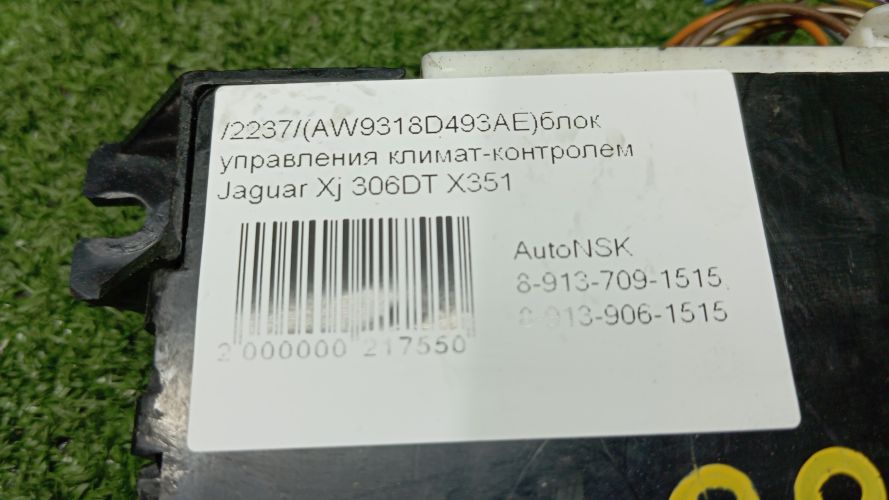 /2237/(AW9318D493AE)блок
управления климат-контролем
Jaguar Xj 306DT X351
AutoNSK
8-913-709-1515
8-913-906-1515
2 000000 217550